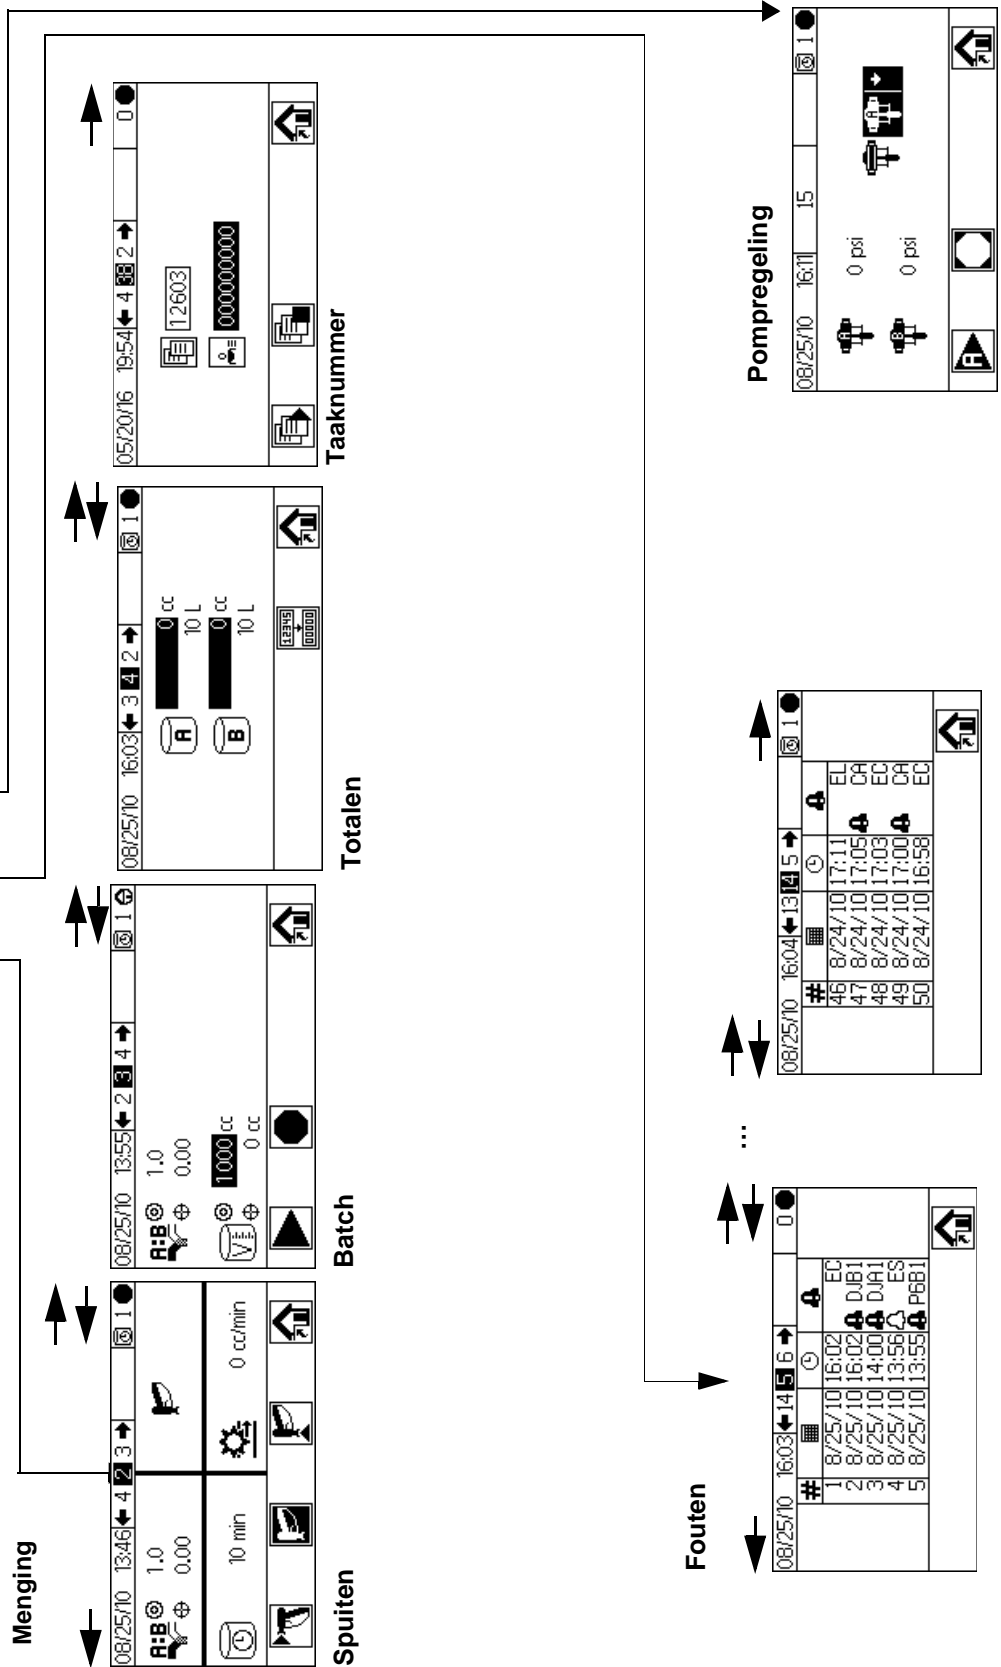 Menging
08/25/10 13:46 4 2 3 1
A:B 1.0
0.00
10 min 0 cc/min
Spuiten
08/25/10 13:55 2 3 4 1
A:B 1.0
0.00
1000 cc
0 cc
Batch
08/25/10 16:03 3 4 2 1
A 0 cc
10 L
B 0 cc
10 L
12345
00000
Totalen
05/20/16 19:54 4 38 2 0
12603
000000000
Taaknummer
Fouten
08/25/10 16:03 14 5 6 0
#
1 8/25/10 16:02 EC
2 8/25/10 16:02 DJB1
3 8/25/10 14:00 DJA1
4 8/25/10 13:56 ES
5 8/25/10 13:55 P6B1
...
08/25/10 16:04 13 14 5 1
#
46 8/24/10 17:11 EL
47 8/24/10 17:05 CA
48 8/24/10 17:03 EC
49 8/24/10 17:00 CA
50 8/24/10 16:58 EC
Pompregeling
08/25/10 16:11 15 1
A 0 psi
B 0 psi
A
A